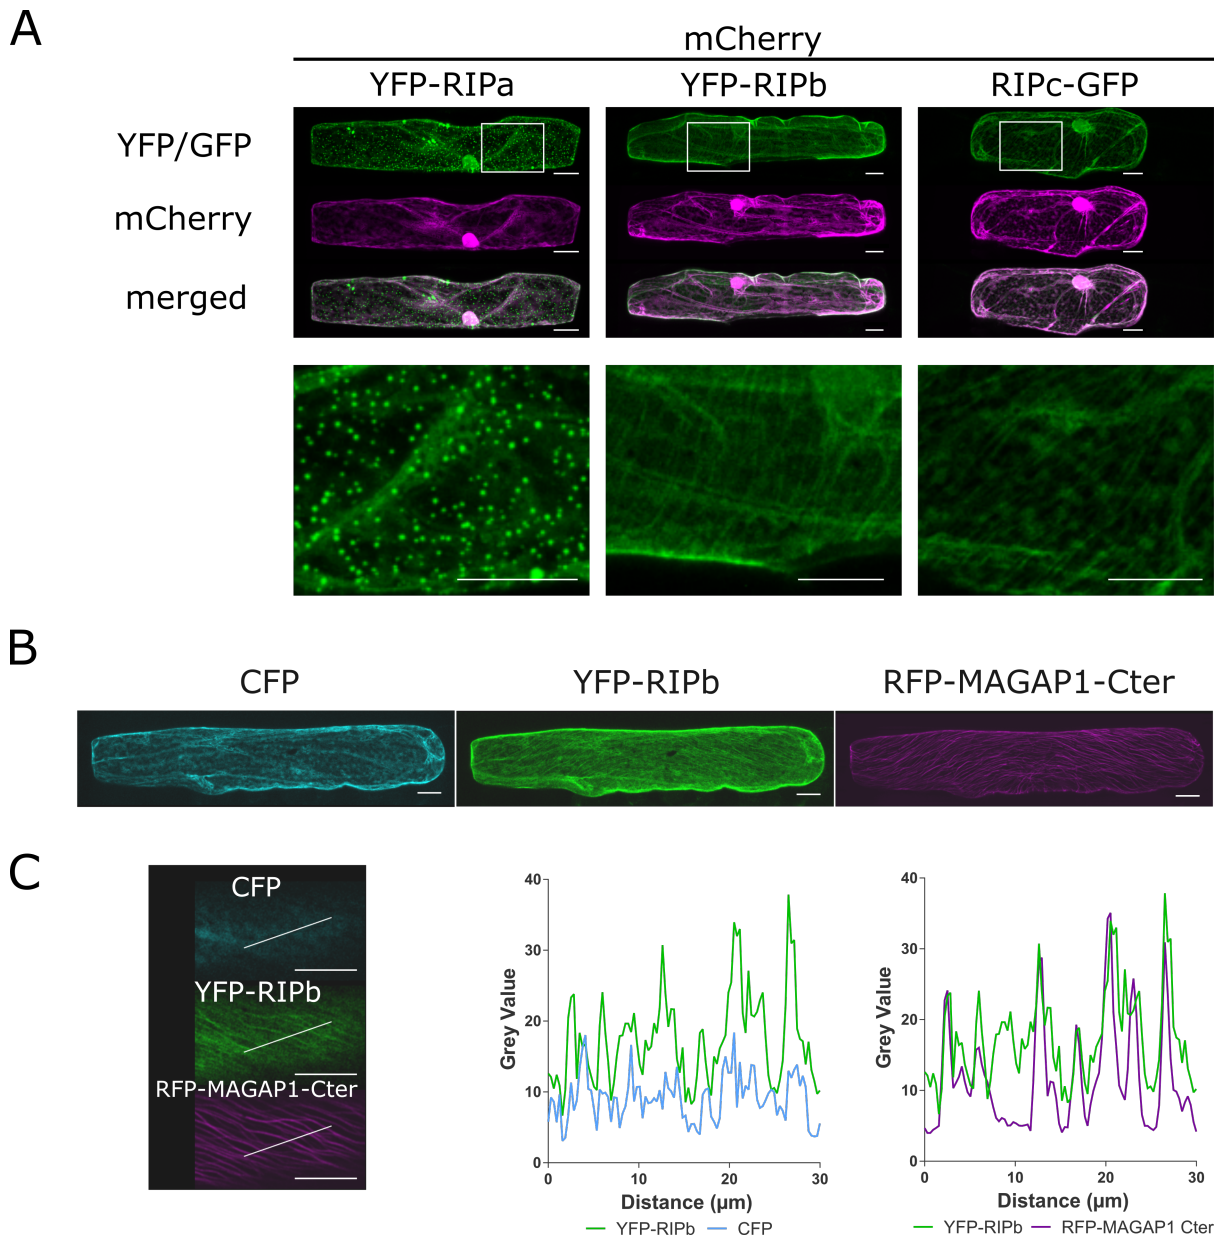 A
mCherry
YFP-RIPa YFP-RIPb RIPc-GFP
YFP/GFP
mCherry
merged
B
CFP YFP-RIPb RFP-MAGAP1-Cter
C
CFP
YFP-RIPb
RFP-MAGAP1-Cter
40
30
20
10
0
Grey Value
0 10 20 30
Distance (µm)
YFP-RIPb CFP
40
30
20
10
0
Grey Value
0 10 20 30
Distance (µm)
YFP-RIPb RFP-MAGAP1 Cter